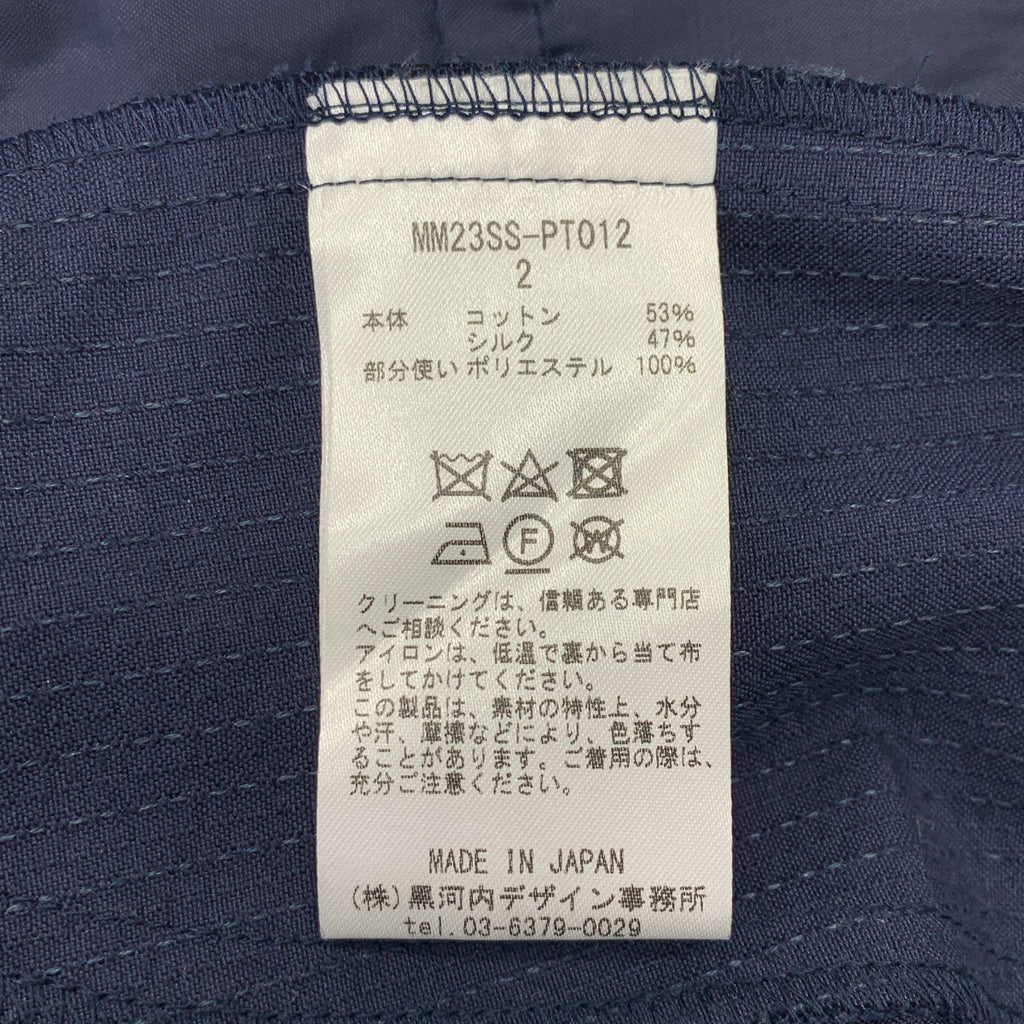 MM23SS-PT012
2
本体 コットン 53%
シルク 47%
部分使い ポリエステル 100%
F
W
クリーニングは、信頼ある専門店
へご相談ください。
アイロンは、低温で裏から当て布
をしてかけてください。
この製品は、素材の特性上、水分
や汗、摩擦などにより、色落ちす
ることがあります。ご着用の際は、
充分ご注意ください。
MADE IN JAPAN
(株)黒河内デザイン事務所
tel.03-6379-0029